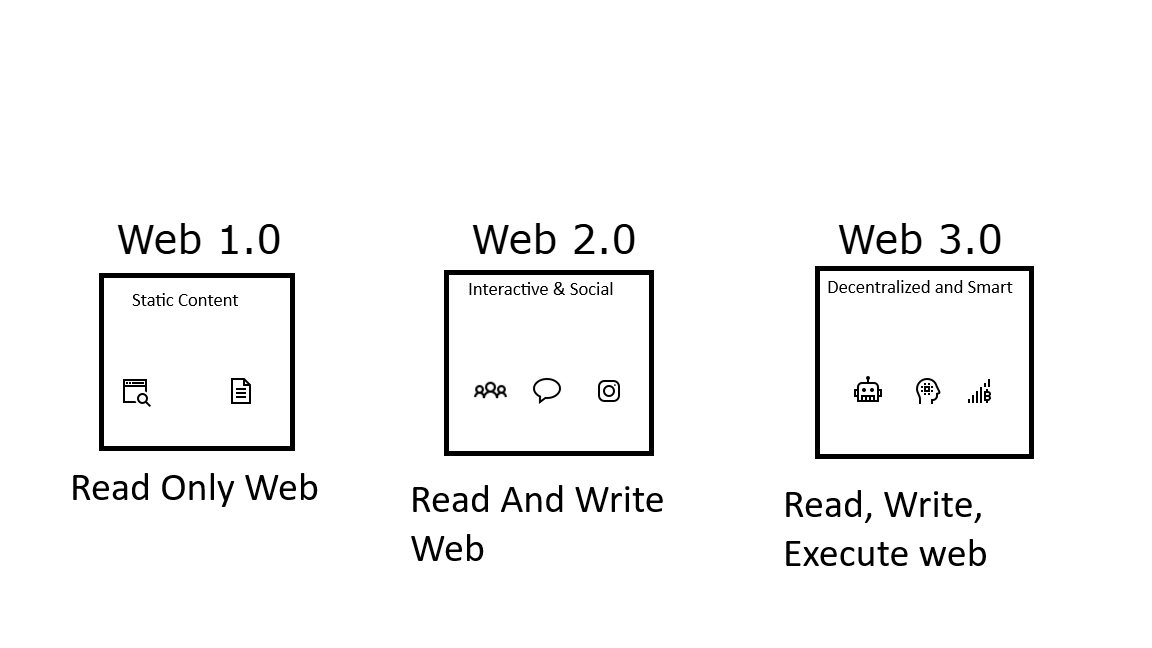 Web 1.0
Static Content
Read Only Web
Web 2.0
Interactive & Social
Read And Write
Web
Web 3.0
Decentralized and Smart
Read, Write,
Execute web